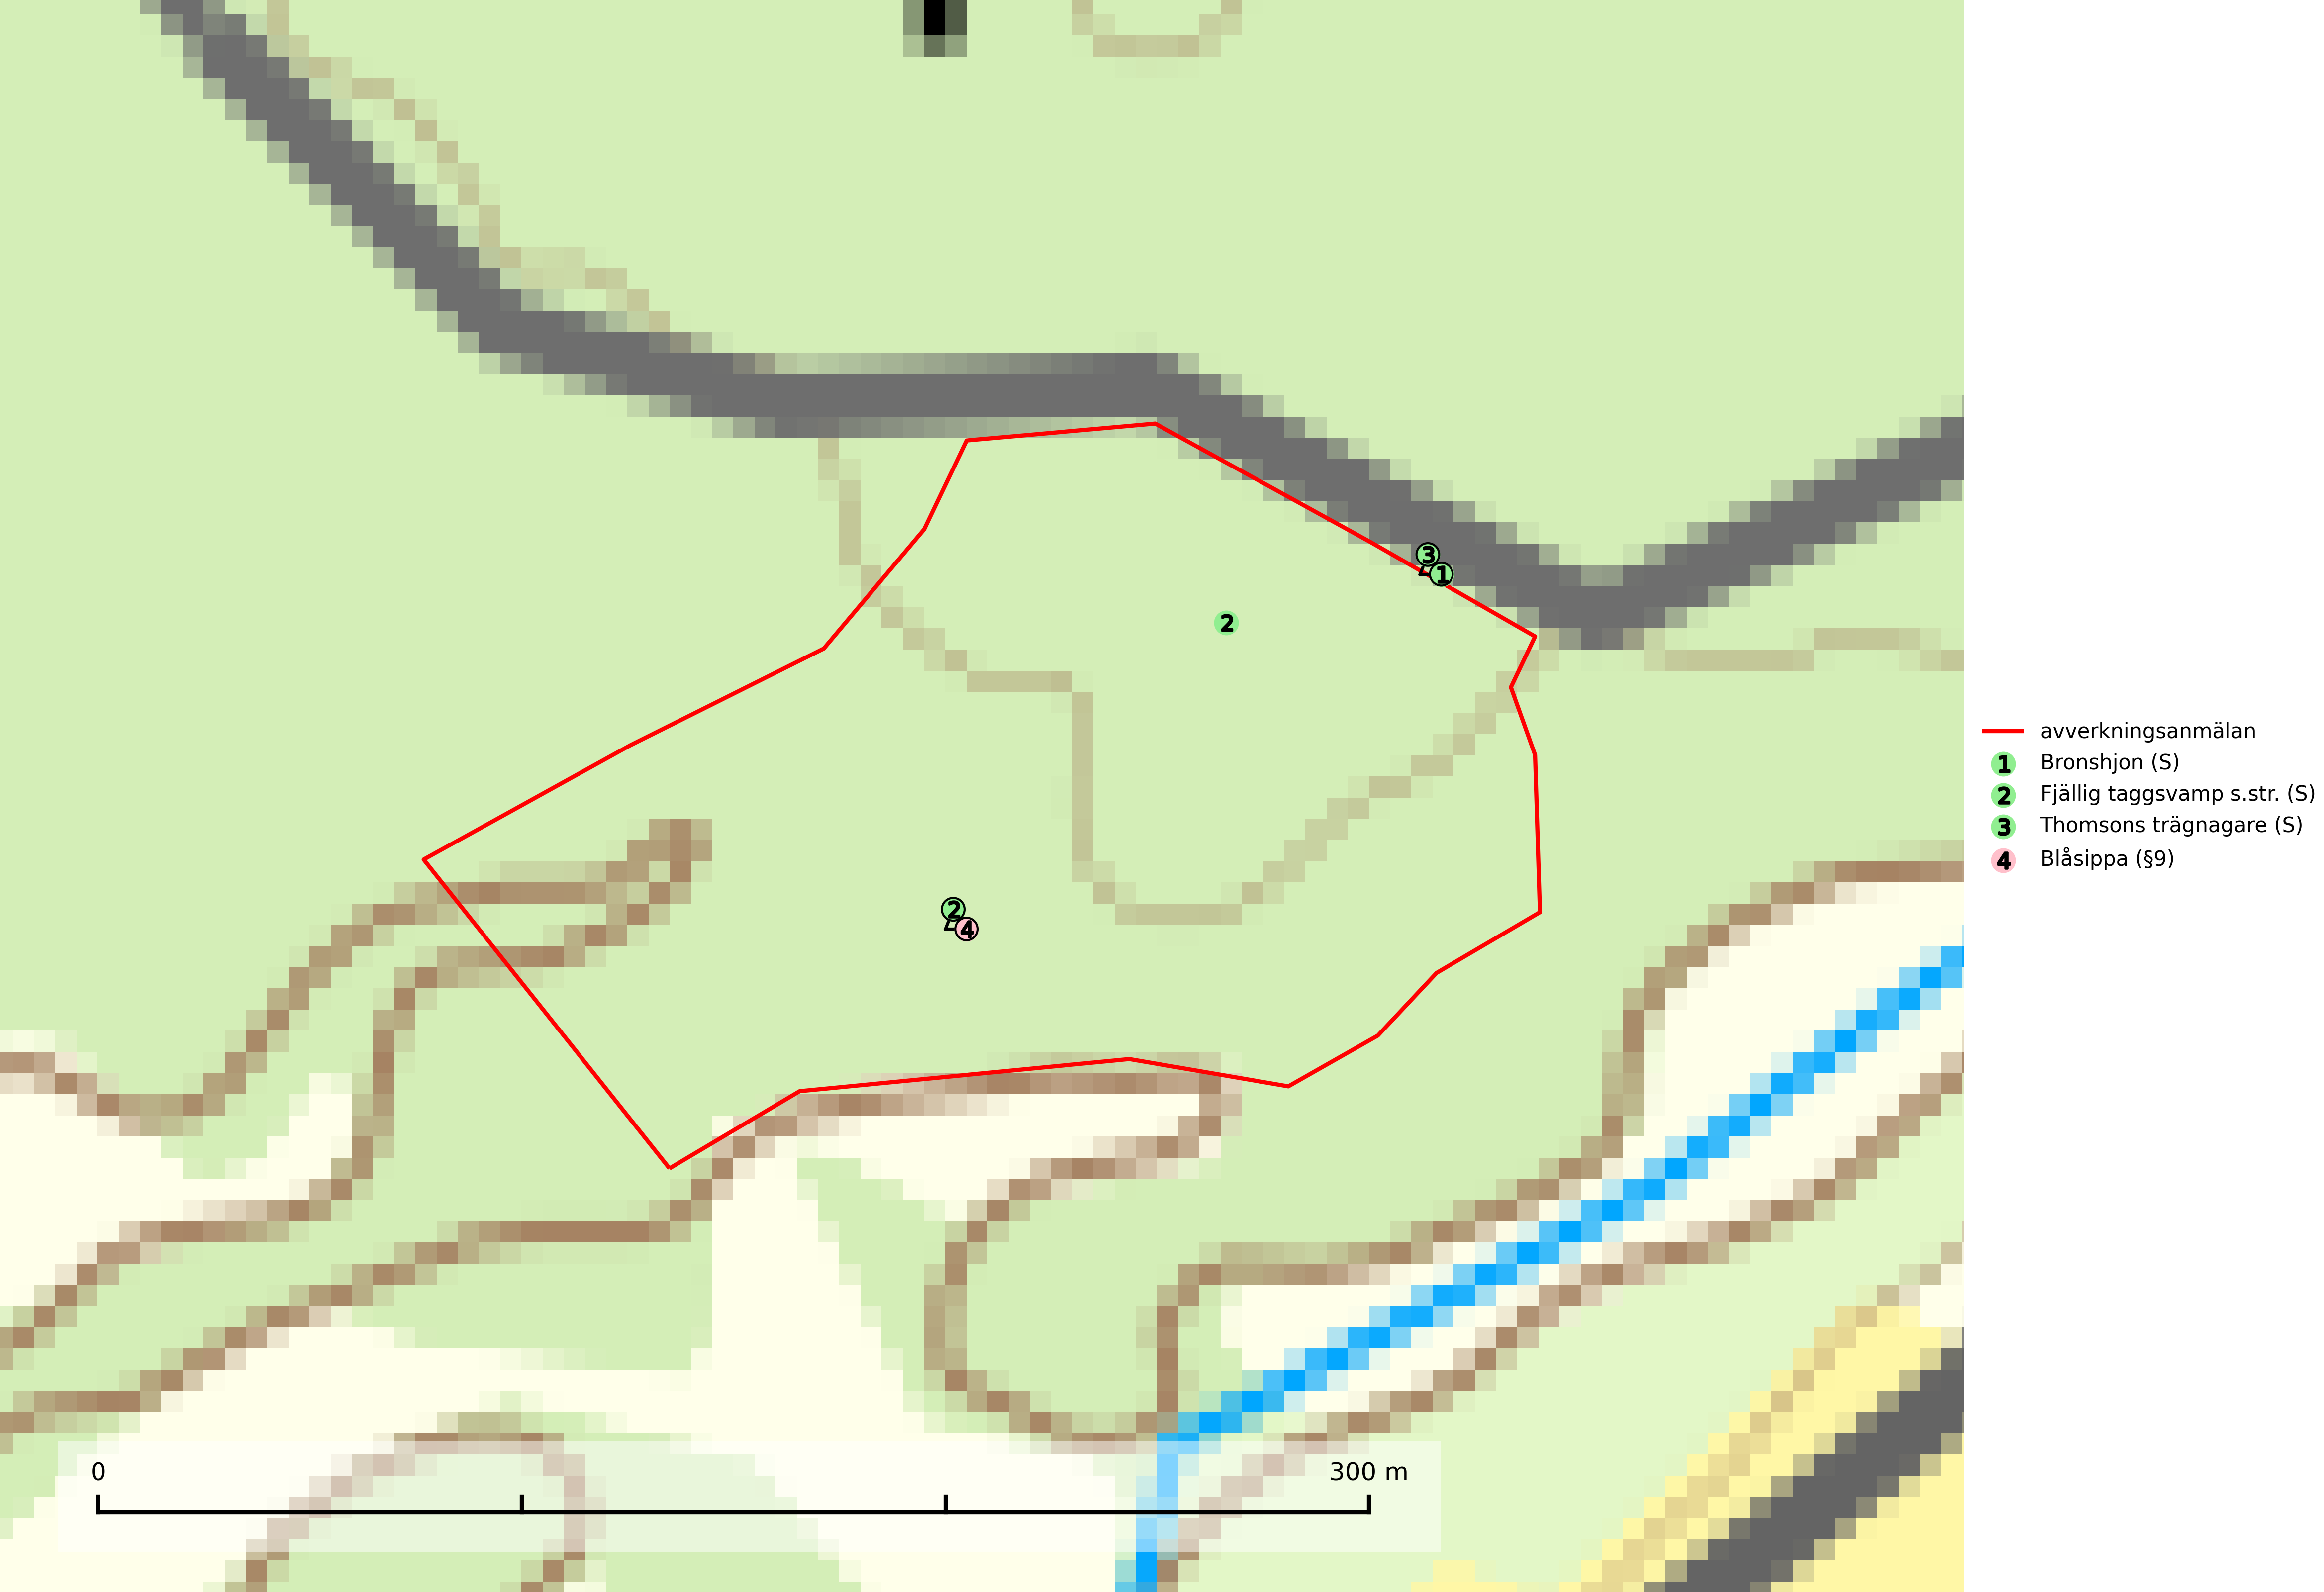 3
1
2
2
4
avverkningsanmälan
1 Bronshjon (S)
2 Fjällig taggsvamp s.str. (S)
3 Thomsons trägnagare (S)
4 Blåsippa (§9)
0 300 m